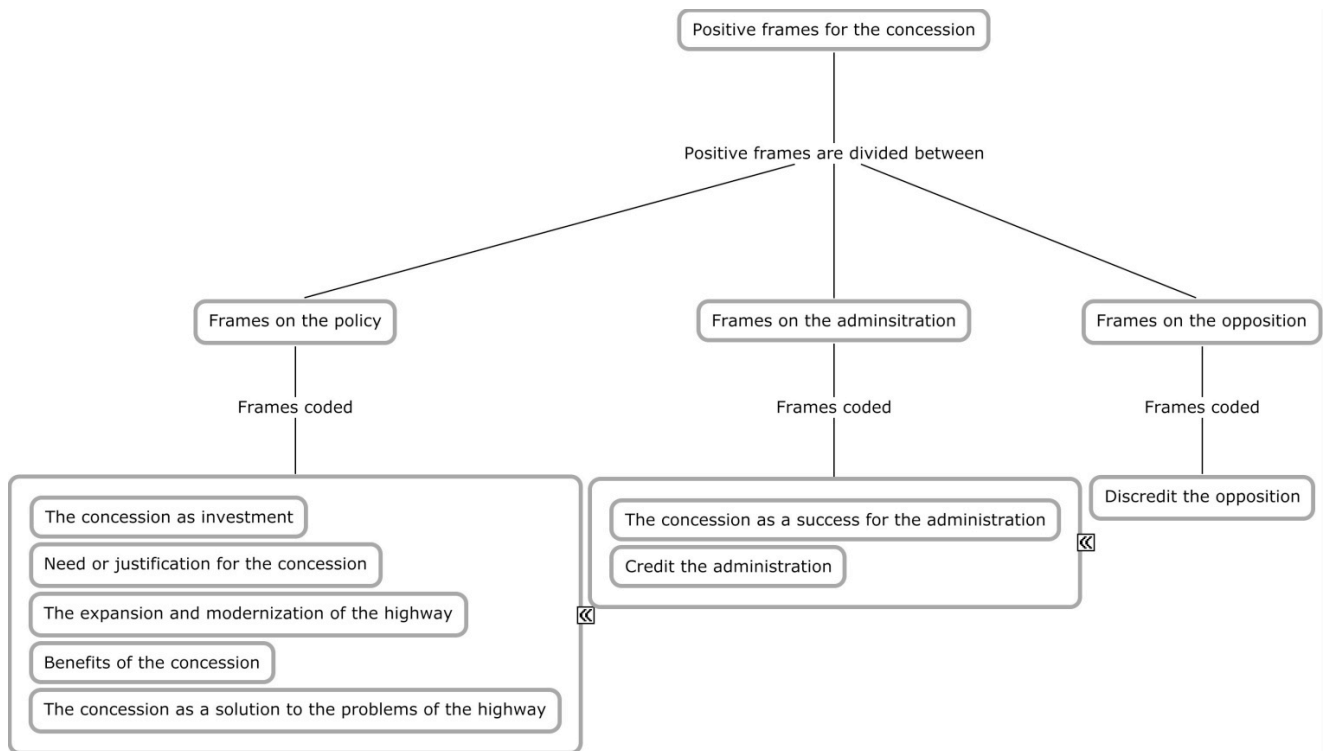 Positive frames for the concession
Positive frames are divided between
Frames on the policy
Frames on the adminsitration
Frames on the opposition
Frames coded
Frames coded
Frames coded
The concession as investment
Need or justification for the concession
The expansion and modernization of the highway
Benefits of the concession
The concession as a solution to the problems of the highway
The concession as a success for the administration
Credit the administration
Discredit the opposition